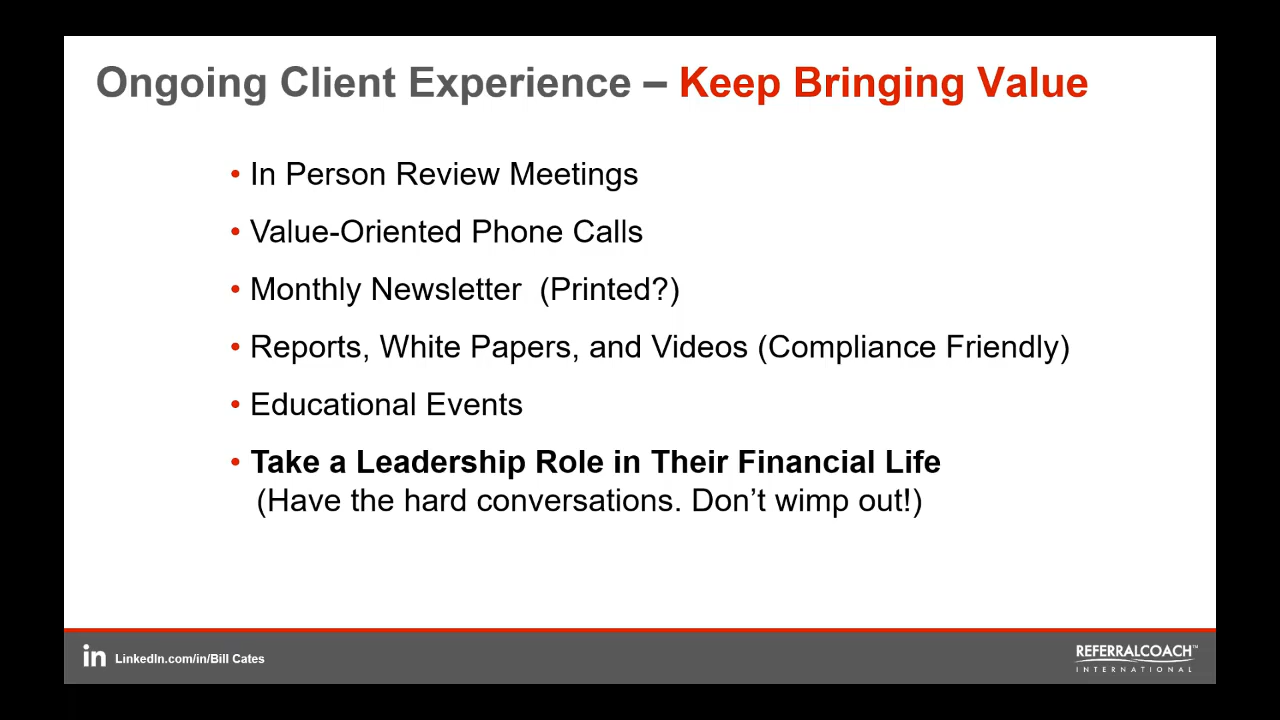 Ongoing Client Experience – Keep Bringing Value
• In Person Review Meetings
• Value-Oriented Phone Calls
• Monthly Newsletter  (Printed?)
• Reports, White Papers, and Videos (Compliance Friendly)
• Educational Events
• Take a Leadership Role in Their Financial Life
(Have the hard conversations. Don’t wimp out!)
in LinkedIn.com/in/Bill Cates
REFERRALCOACH™
INTERNATIONAL